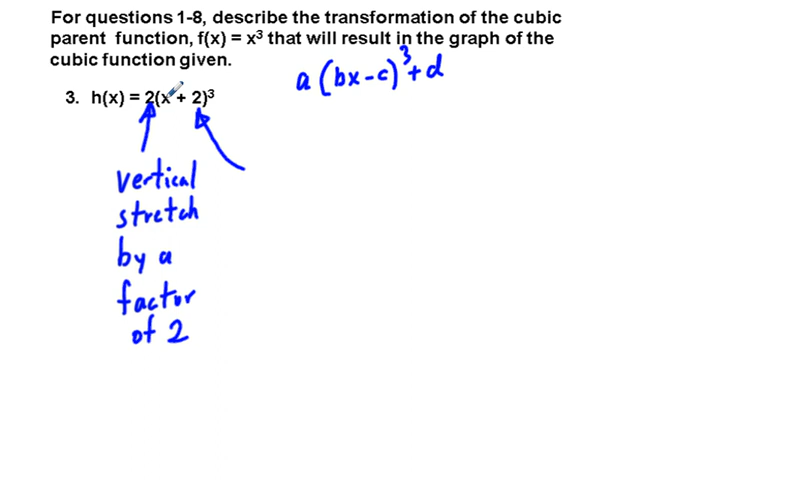 For questions 1-8, describe the transformation of the cubic
parent function, f(x) = x³ that will result in the graph of the
cubic function given.
a (bx-c)³+d
3. h(x) = 2(x + 2)³
vertical
stretch
by a
factor
of 2